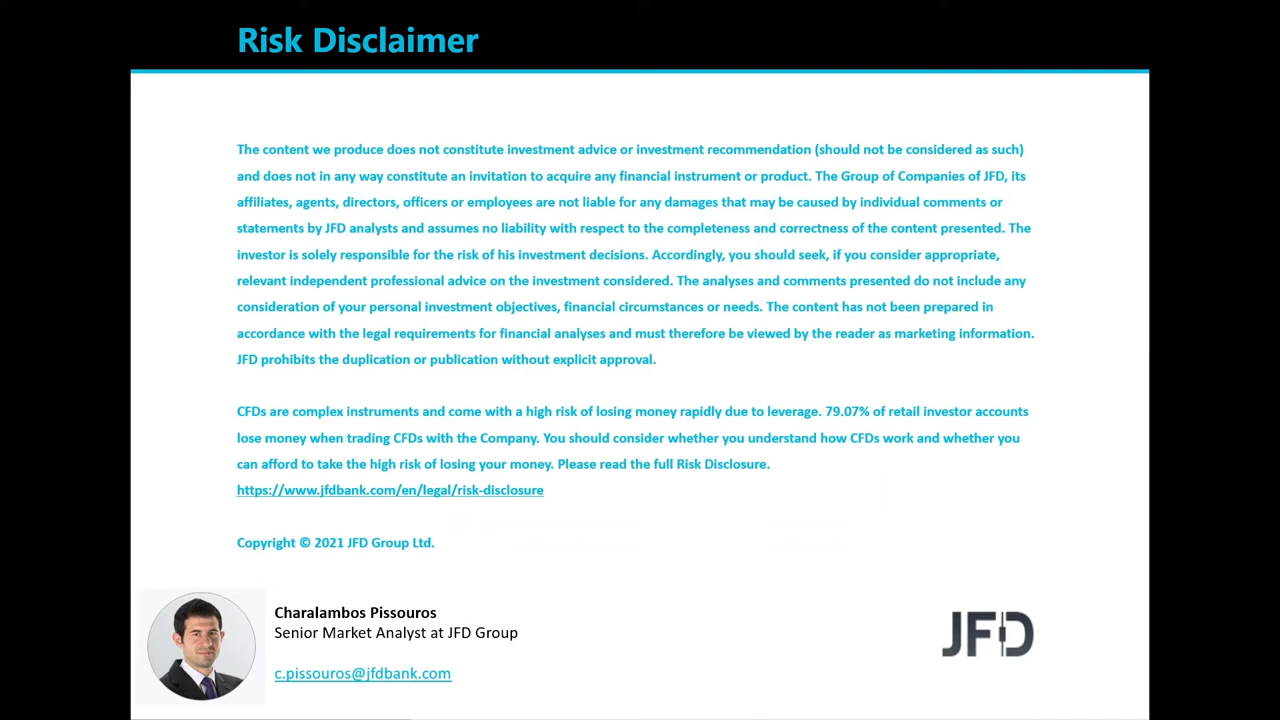 Risk Disclaimer
The content we produce does not constitute investment advice or investment recommendation (should not be considered as such)
and does not in any way constitute an invitation to acquire any financial instrument or product. The Group of Companies of JFD, its
affiliates, agents, directors, officers or employees are not liable for any damages that may be caused by individual comments or
statements by JFD analysts and assumes no liability with respect to the completeness and correctness of the content presented. The
investor is solely responsible for the risk of his investment decisions. Accordingly, you should seek, if you consider appropriate,
relevant independent professional advice on the investment considered. The analyses and comments presented do not include any
consideration of your personal investment objectives, financial circumstances or needs. The content has not been prepared in
accordance with the legal requirements for financial analyses and must therefore be viewed by the reader as marketing information.
JFD prohibits the duplication or publication without explicit approval.
CFDs are complex instruments and come with a high risk of losing money rapidly due to leverage. 79.07% of retail investor accounts
lose money when trading CFDs with the Company. You should consider whether you understand how CFDs work and whether you
can afford to take the high risk of losing your money. Please read the full Risk Disclosure.
https://www.jfdbank.com/en/legal/risk-disclosure
Copyright © 2021 JFD Group Ltd.
Charalambos Pissouros
Senior Market Analyst at JFD Group
c.pissouros@jfdbank.com
JFD